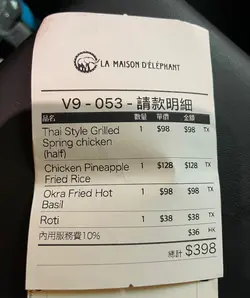 LA MAISON D'ÉLÉPHANT
V9 - 053 - 請款明細
品名 數量 單價 金額
Thai Style Grilled 1 $98 $98 TX
Spring chicken
(half)
Chicken Pineapple 1 $128 $128 TX
Fried Rice
Okra Fried Hot 1 $98 $98 TX
Basil
Roti 1 $38 $38 TX
內用服務費10% $36 HK
總計 $398